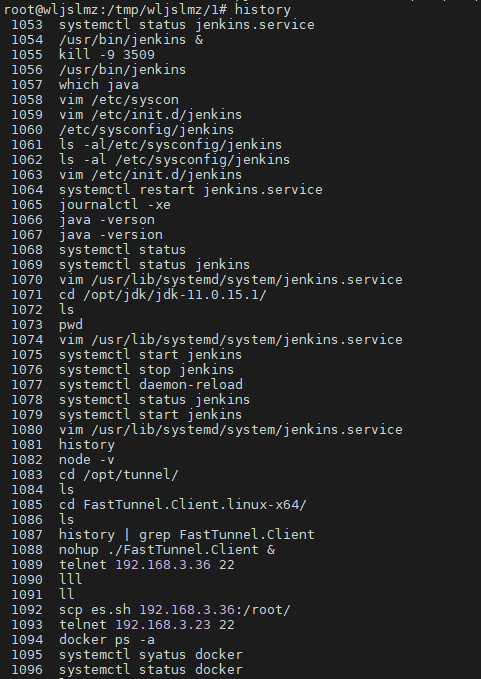 root@wljslmz:/tmp/wljslmz/1# history
1053 systemctl status jenkins.service
1054 /usr/bin/jenkins &
1055 kill -9 3509
1056 /usr/bin/jenkins
1057 which java
1058 vim /etc/syscon
1059 vim /etc/init.d/jenkins
1060 /etc/sysconfig/jenkins
1061 ls -al/etc/sysconfig/jenkins
1062 ls -al /etc/sysconfig/jenkins
1063 vim /etc/init.d/jenkins
1064 systemctl restart jenkins.service
1065 journalctl -xe
1066 java -verson
1067 java -version
1068 systemctl status
1069 systemctl status jenkins
1070 vim /usr/lib/systemd/system/jenkins.service
1071 cd /opt/jdk/jdk-11.0.15.1/
1072 ls
1073 pwd
1074 vim /usr/lib/systemd/system/jenkins.service
1075 systemctl start jenkins
1076 systemctl stop jenkins
1077 systemctl daemon-reload
1078 systemctl status jenkins
1079 systemctl start jenkins
1080 vim /usr/lib/systemd/system/jenkins.service
1081 history
1082 node -v
1083 cd /opt/tunnel/
1084 ls
1085 cd FastTunnel.Client.linux-x64/
1086 ls
1087 history | grep FastTunnel.Client
1088 nohup ./FastTunnel.Client &
1089 telnet 192.168.3.36 22
1090 lll
1091 ll
1092 scp es.sh 192.168.3.36:/root/
1093 telnet 192.168.3.23 22
1094 docker ps -a
1095 systemctl syatus docker
1096 systemctl status docker